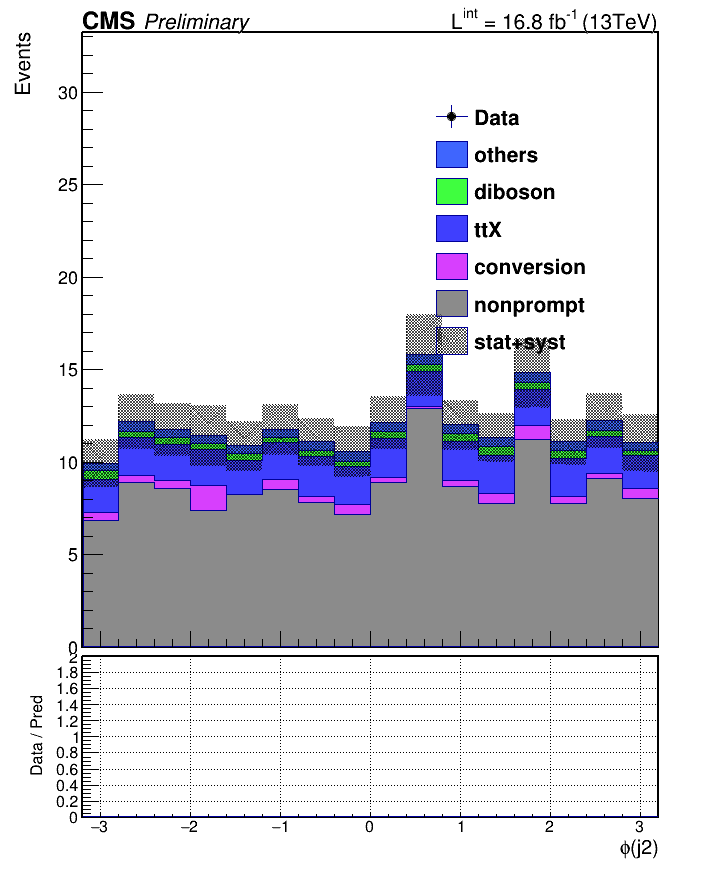 CMS Preliminary L^int = 16.8 fb^-1 (13TeV)
Events
30
25
20
15
10
5
0
Data
others
diboson
ttX
conversion
nonprompt
stat+syst
Data / Pred
2
1.8
1.6
1.4
1.2
1
0.8
0.6
0.4
0.2
0
−3 −2 −1 0 1 2 3
ϕ(j2)